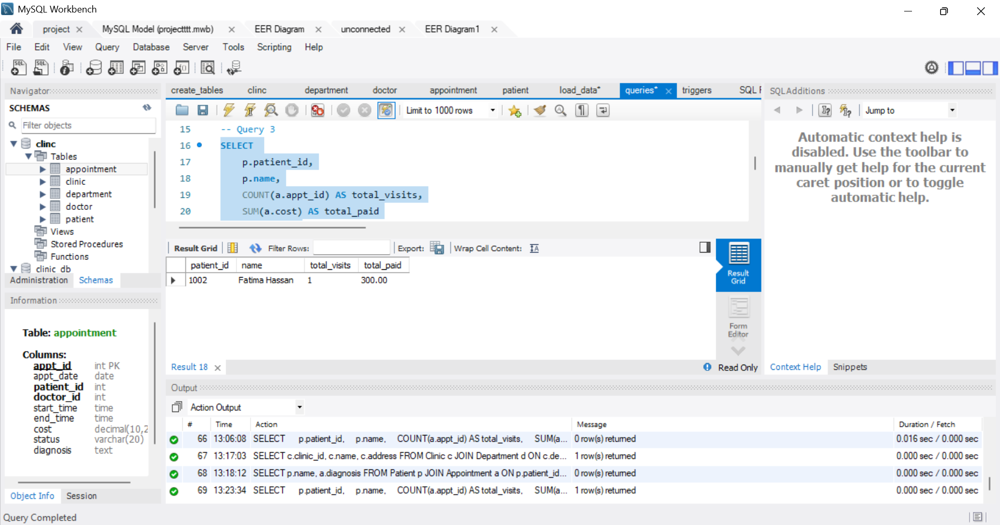 MySQL Workbench
project
MySQL Model (projectttt.mwb)
EER Diagram
unconnected
EER Diagram1
File Edit View Query Database Server Tools Scripting Help
Navigator
SCHEMAS
Filter objects
clinc
Tables
appointment
clinic
department
doctor
patient
Views
Stored Procedures
Functions
clinic_db
Administration Schemas
Information
Table: appointment
Columns:
appt_id int PK
appt_date date
patient_id int
doctor_id int
start_time time
end_time time
cost decimal(10,2
status varchar(20)
diagnosis text
Object Info Session
Query Completed
create_tables clinc department doctor appointment patient load_data* queries* triggers SQL F
Limit to 1000 rows
15 -- Query 3
16 SELECT
17 p.patient_id,
18 p.name,
19 COUNT(a.appt_id) AS total_visits,
20 SUM(a.cost) AS total_paid
Result Grid Filter Rows: Export: Wrap Cell Content:
patient_id name total_visits total_paid
1002 Fatima Hassan 1 300.00
Result Grid
Form Editor
Result 18
Read Only
SQLAdditions
Jump to
Automatic context help is
disabled. Use the toolbar to
manually get help for the current
caret position or to toggle
automatic help.
Context Help Snippets
Output
Action Output
# Time Action Message Duration / Fetch
66 13:06:08 SELECT p.patient_id, p.name, COUNT(a.appt_id) AS total_visits, SUM(a... 0 row(s) returned 0.016 sec / 0.000 sec
67 13:17:03 SELECT c.clinic_id, c.name, c.address FROM Clinic c JOIN Department d ON c.de... 1 row(s) returned 0.000 sec / 0.000 sec
68 13:18:12 SELECT p.name, a.diagnosis FROM Patient p JOIN Appointment a ON p.patient_id... 0 row(s) returned 0.000 sec / 0.000 sec
69 13:23:34 SELECT p.patient_id, p.name, COUNT(a.appt_id) AS total_visits, SUM(a... 1 row(s) returned 0.000 sec / 0.000 sec